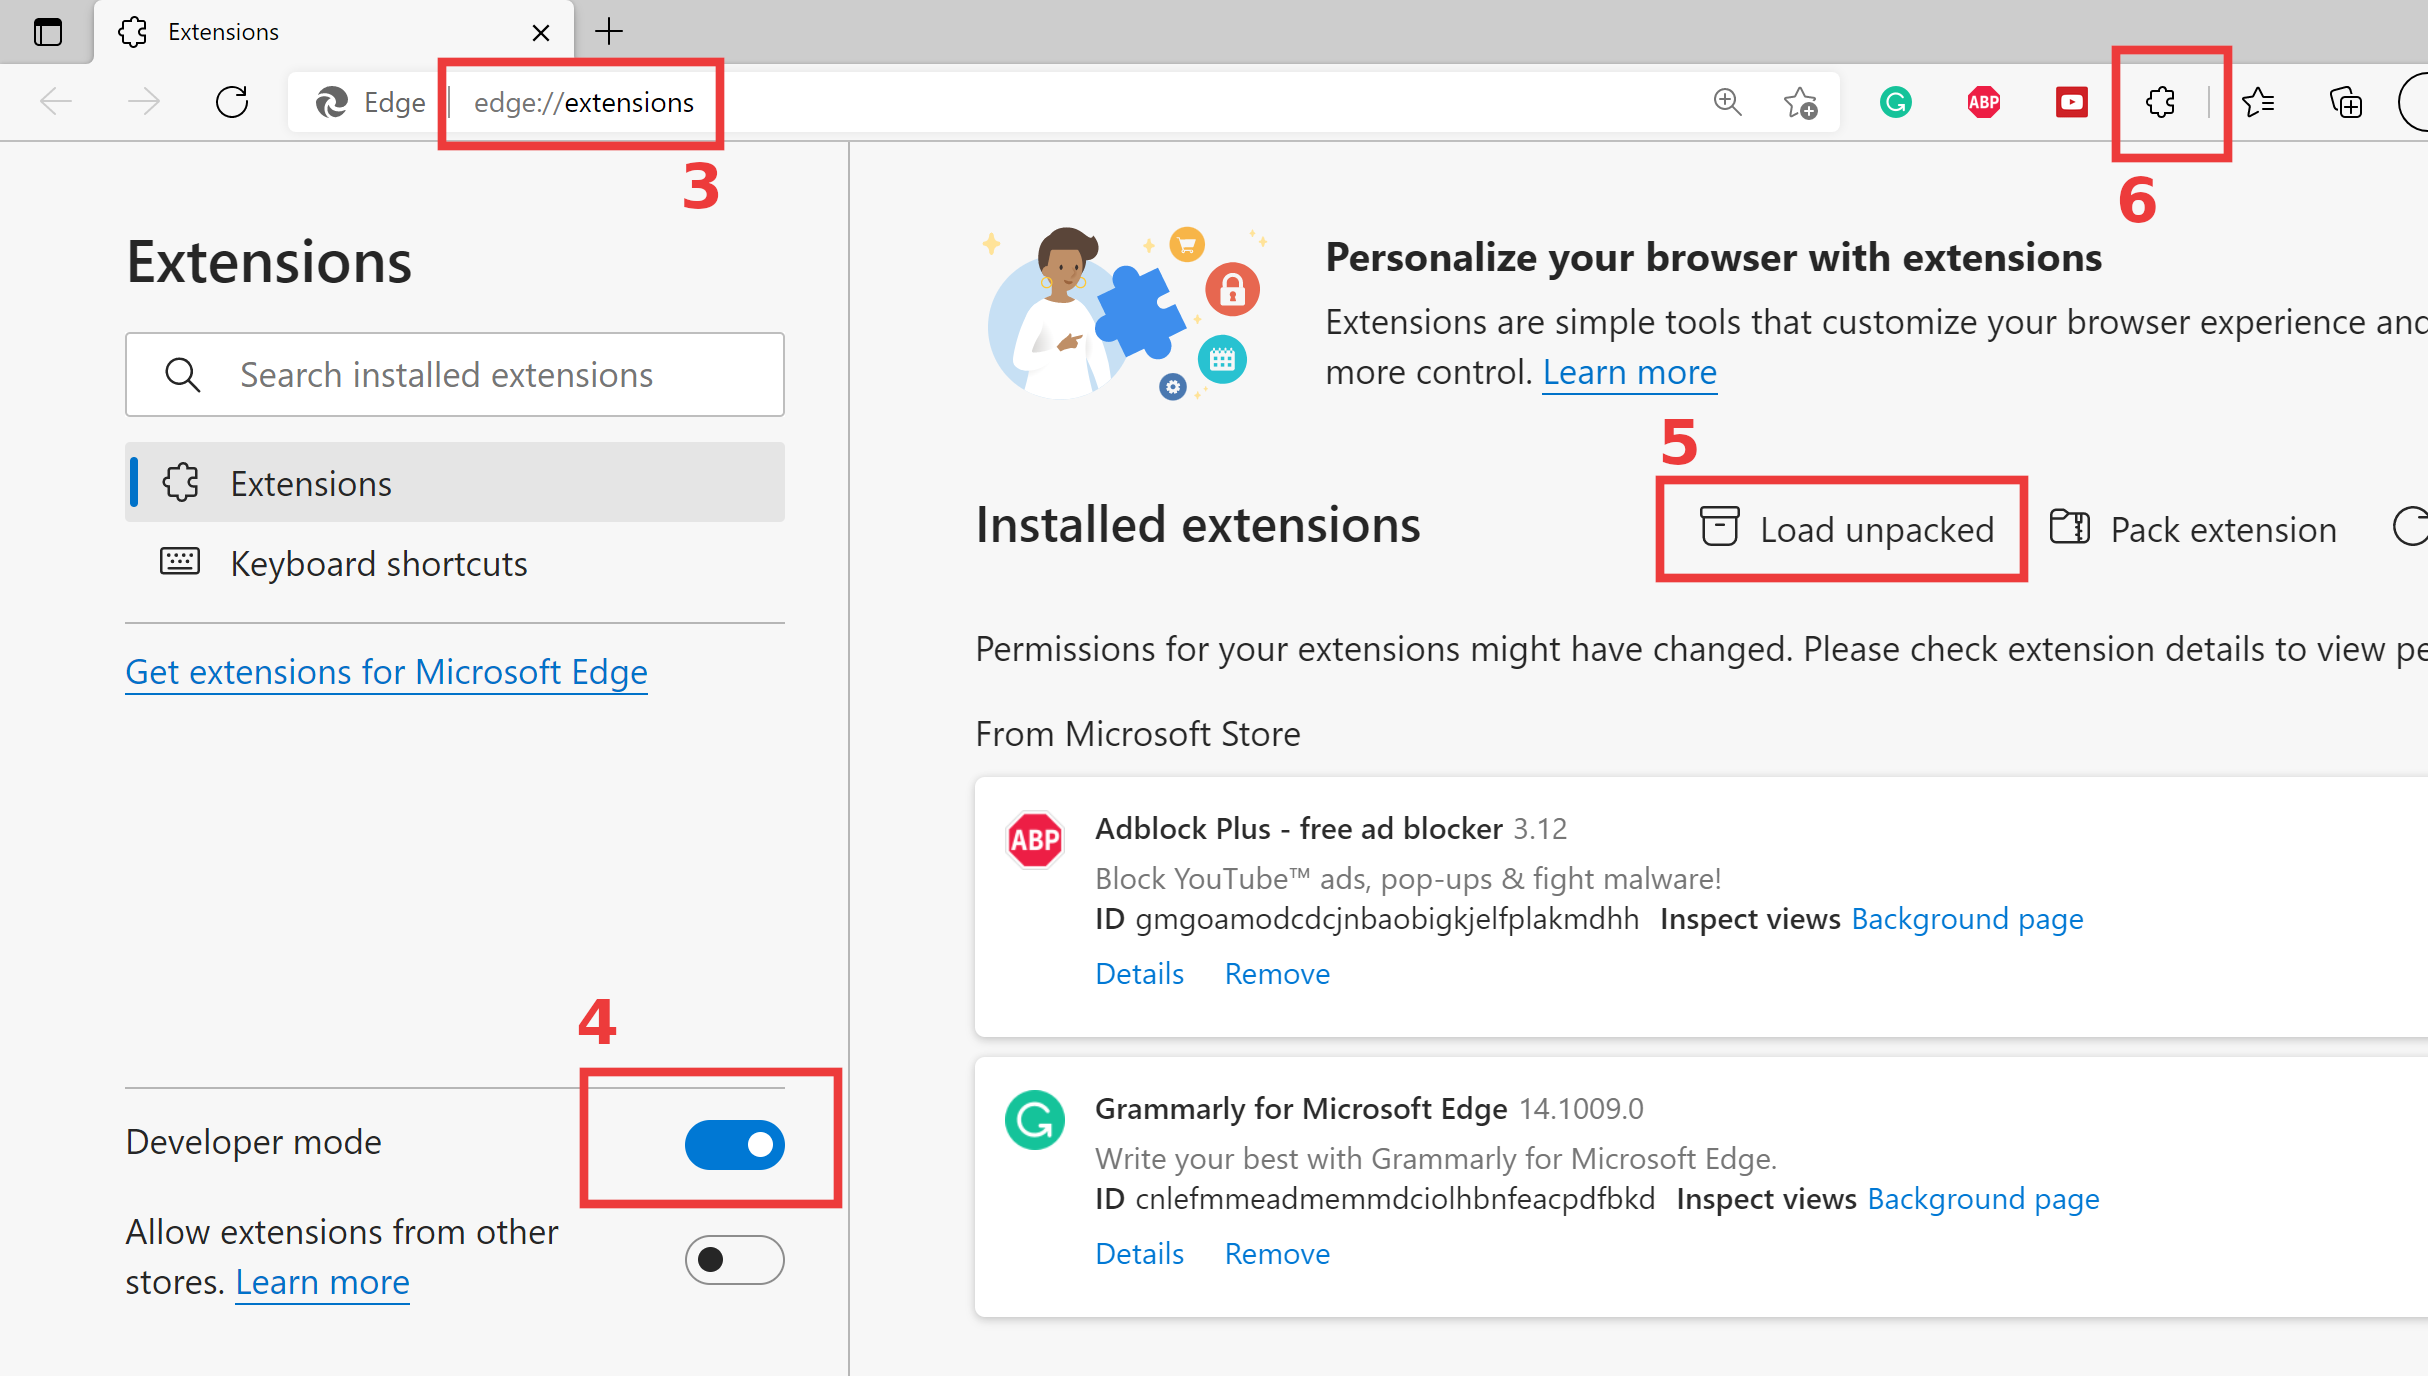 Extensions
Edge | edge://extensions
ABP
3
6
Extensions
Personalize your browser with extensions
Extensions are simple tools that customize your browser experience and
more control. Learn more
Search installed extensions
Extensions
Keyboard shortcuts
Get extensions for Microsoft Edge
5
Installed extensions
Load unpacked
Pack extension
Permissions for your extensions might have changed. Please check extension details to view pe
From Microsoft Store
ABP
Adblock Plus - free ad blocker 3.12
Block YouTube™ ads, pop-ups & fight malware!
ID gmgoamodcdcjnbaobigkjelfplakmdhh Inspect views Background page
Details Remove
4
Developer mode
Allow extensions from other
stores. Learn more
Grammarly for Microsoft Edge 14.1009.0
Write your best with Grammarly for Microsoft Edge.
ID cnlefmmeadmemmdciolhbnfeacpdfbkd Inspect views Background page
Details Remove